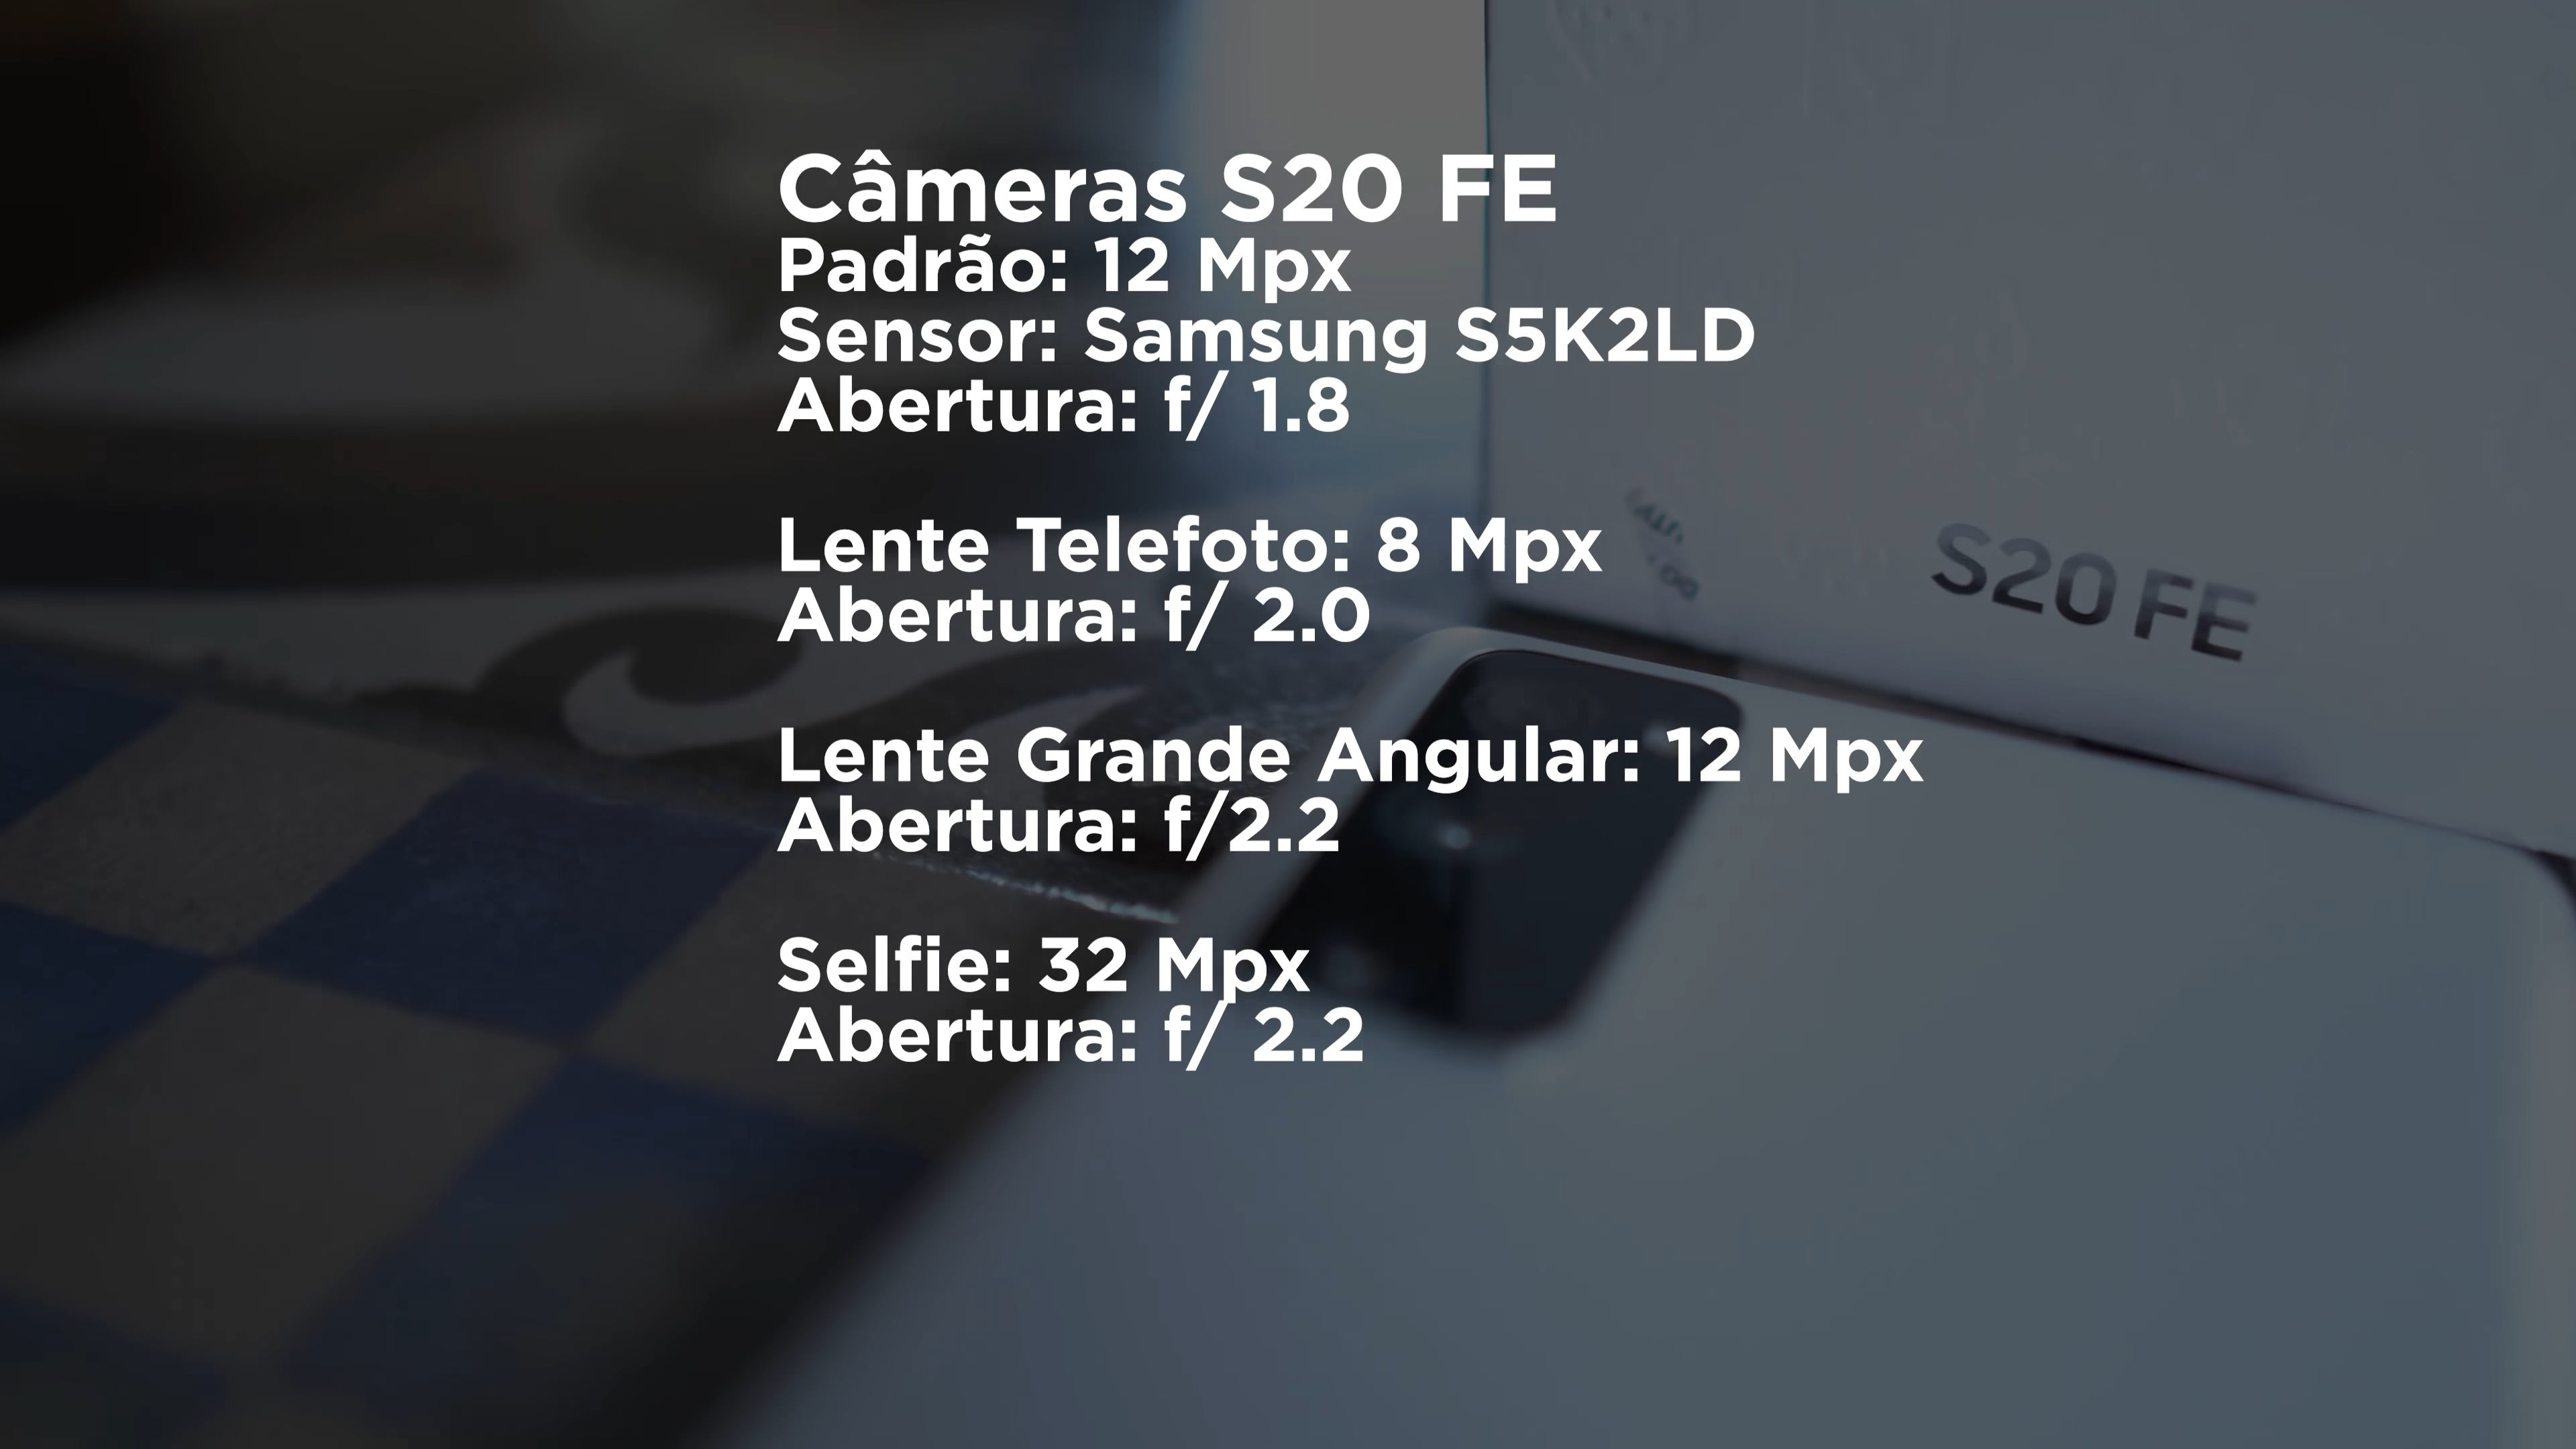 Câmeras S20 FE
Padrão: 12 Mpx
Sensor: Samsung S5K2LD
Abertura: f/ 1.8
Lente Telefoto: 8 Mpx
Abertura: f/ 2.0
Lente Grande Angular: 12 Mpx
Abertura: f/2.2
Selfie: 32 Mpx
Abertura: f/ 2.2
S20 FE